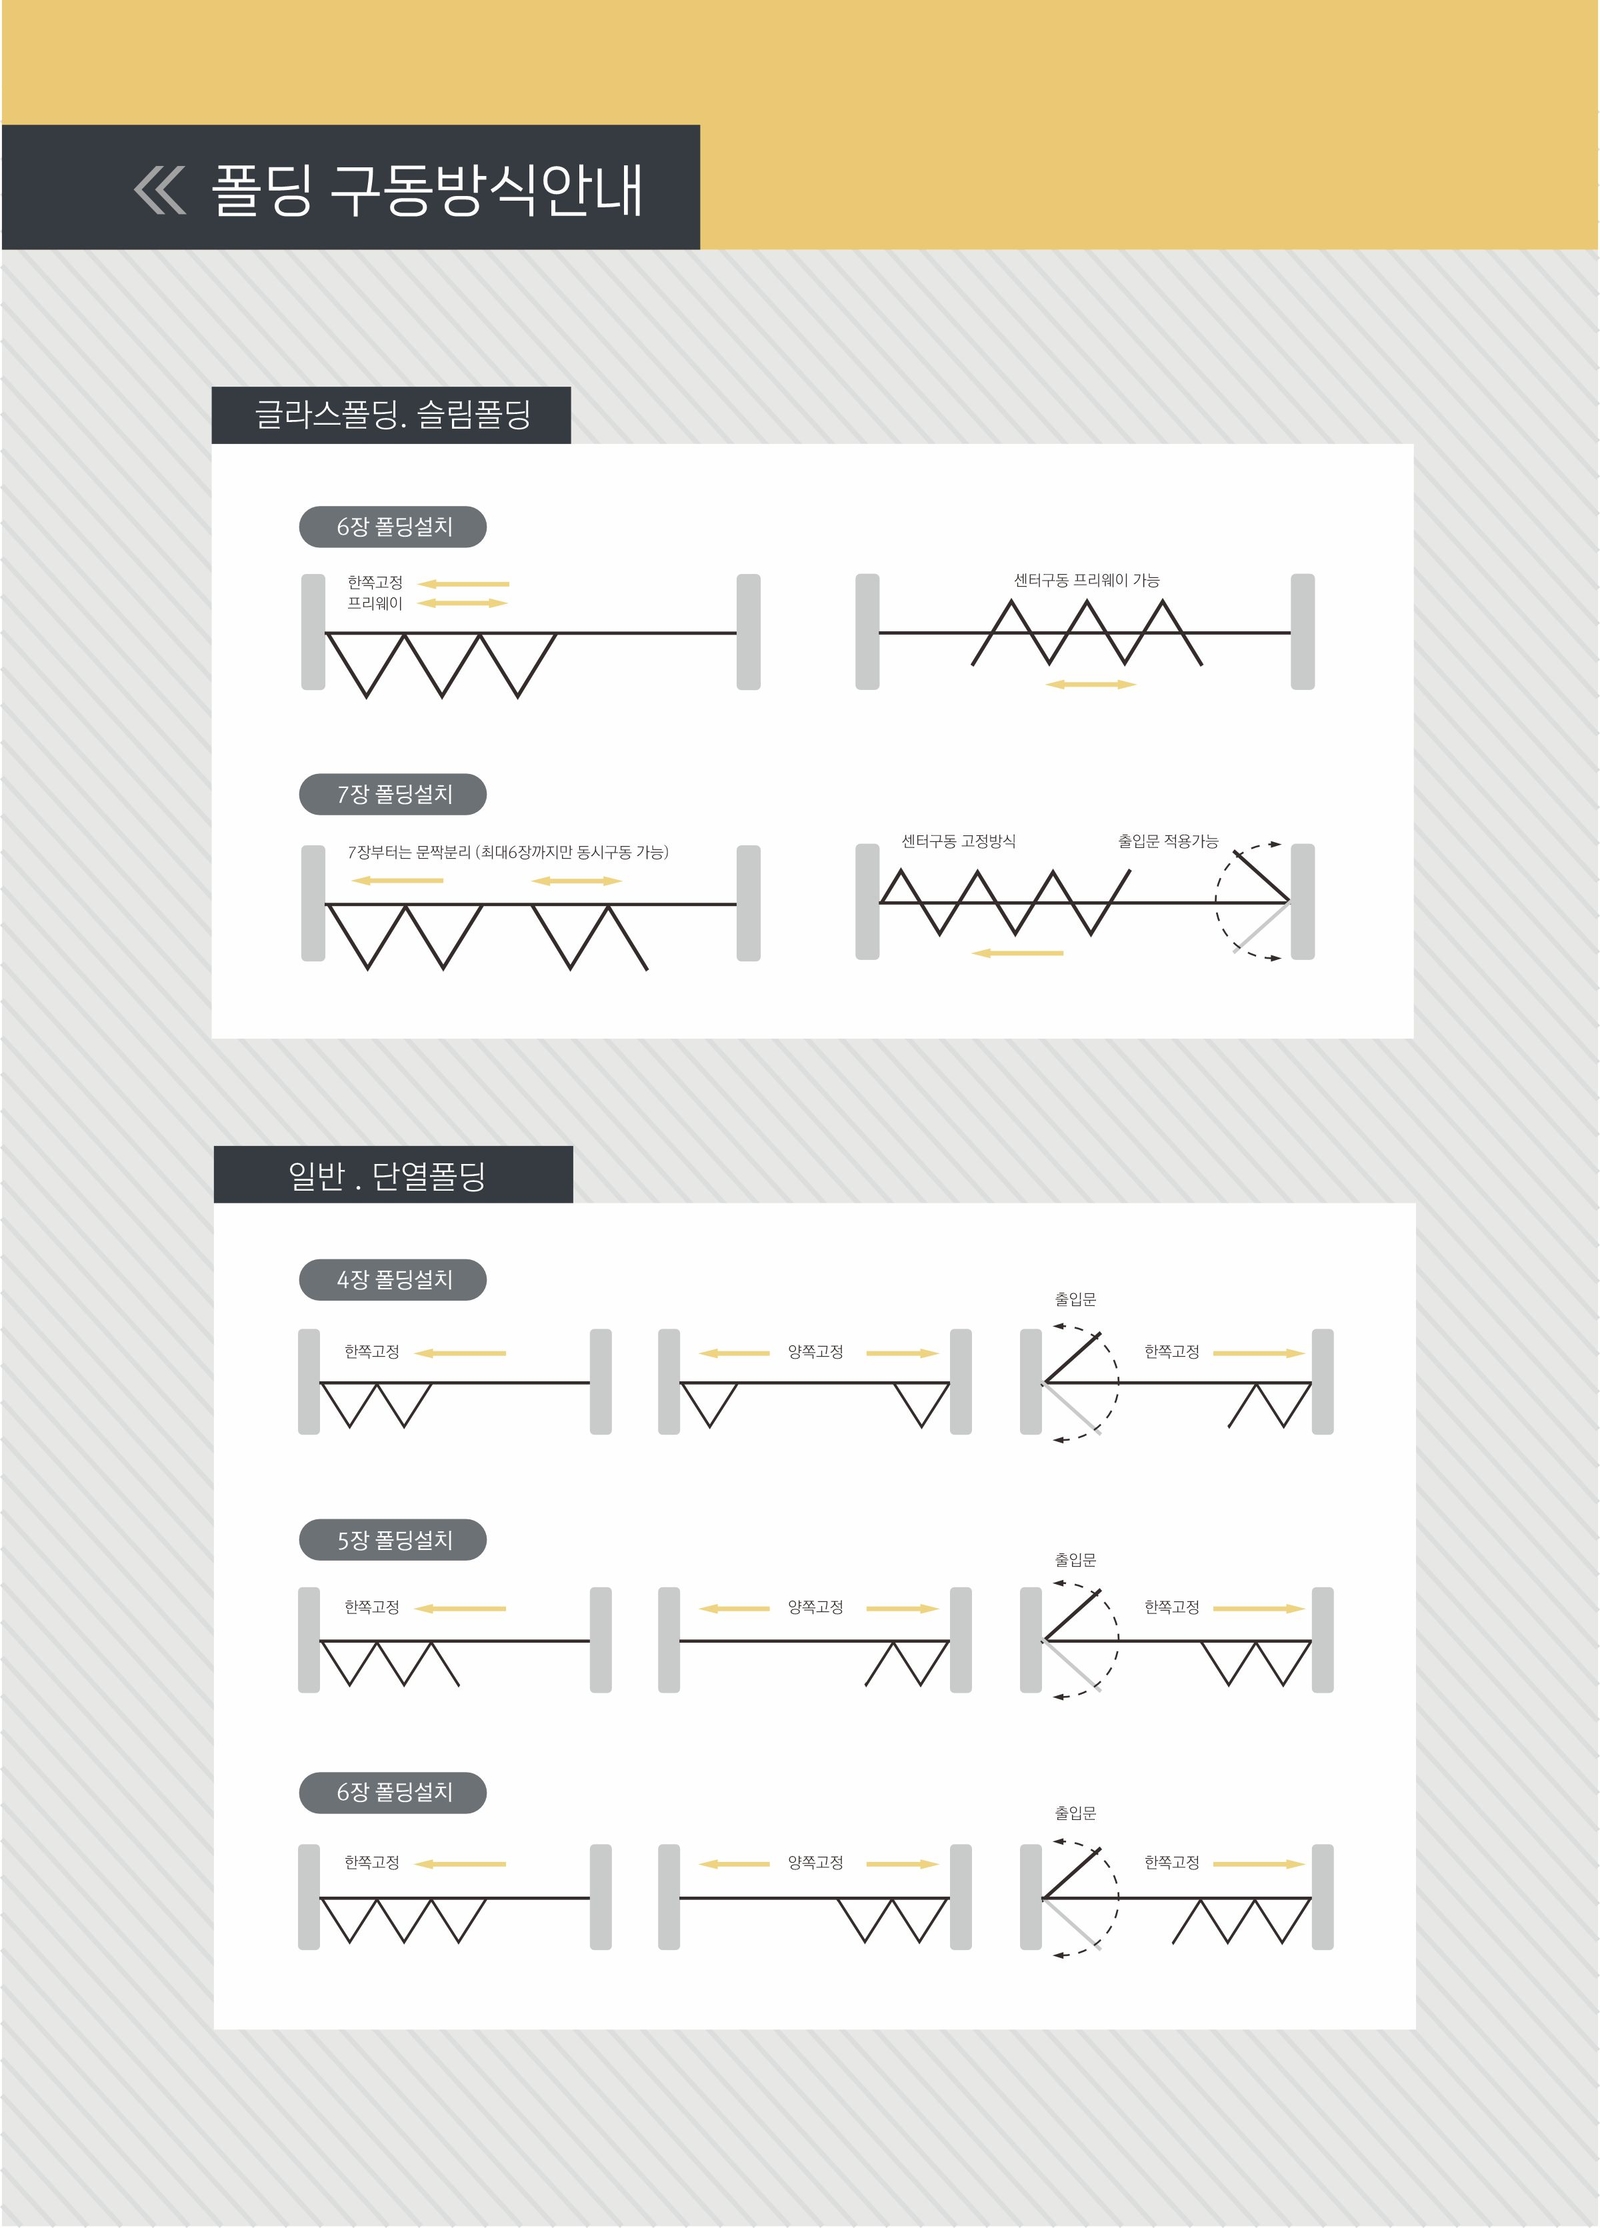 폴딩 구동방식안내
글라스폴딩. 슬림폴딩
6장 폴딩설치
한쪽고정
프리웨이
센터구동 프리웨이 가능
7장 폴딩설치
7장부터는 문짝분리 (최대6장까지만 동시구동 가능)
센터구동 고정방식
출입문 적용가능
일반 . 단열폴딩
4장 폴딩설치
한쪽고정
양쪽고정
출입문
한쪽고정
5장 폴딩설치
한쪽고정
양쪽고정
출입문
한쪽고정
6장 폴딩설치
한쪽고정
양쪽고정
출입문
한쪽고정